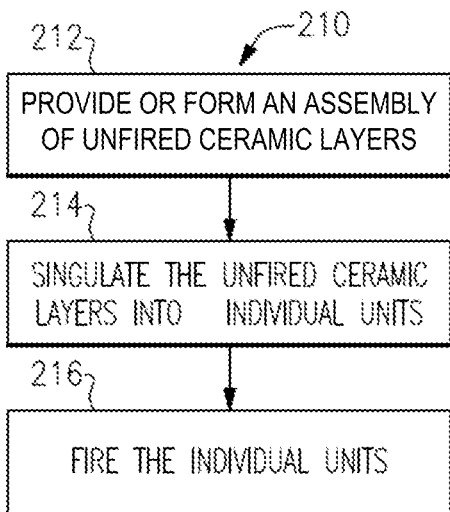 212
210
PROVIDE OR FORM AN ASSEMBLY
OF UNFIRED CERAMIC LAYERS
214
SINGULATE THE UNFIRED CERAMIC
LAYERS INTO INDIVIDUAL UNITS
216
FIRE THE INDIVIDUAL UNITS